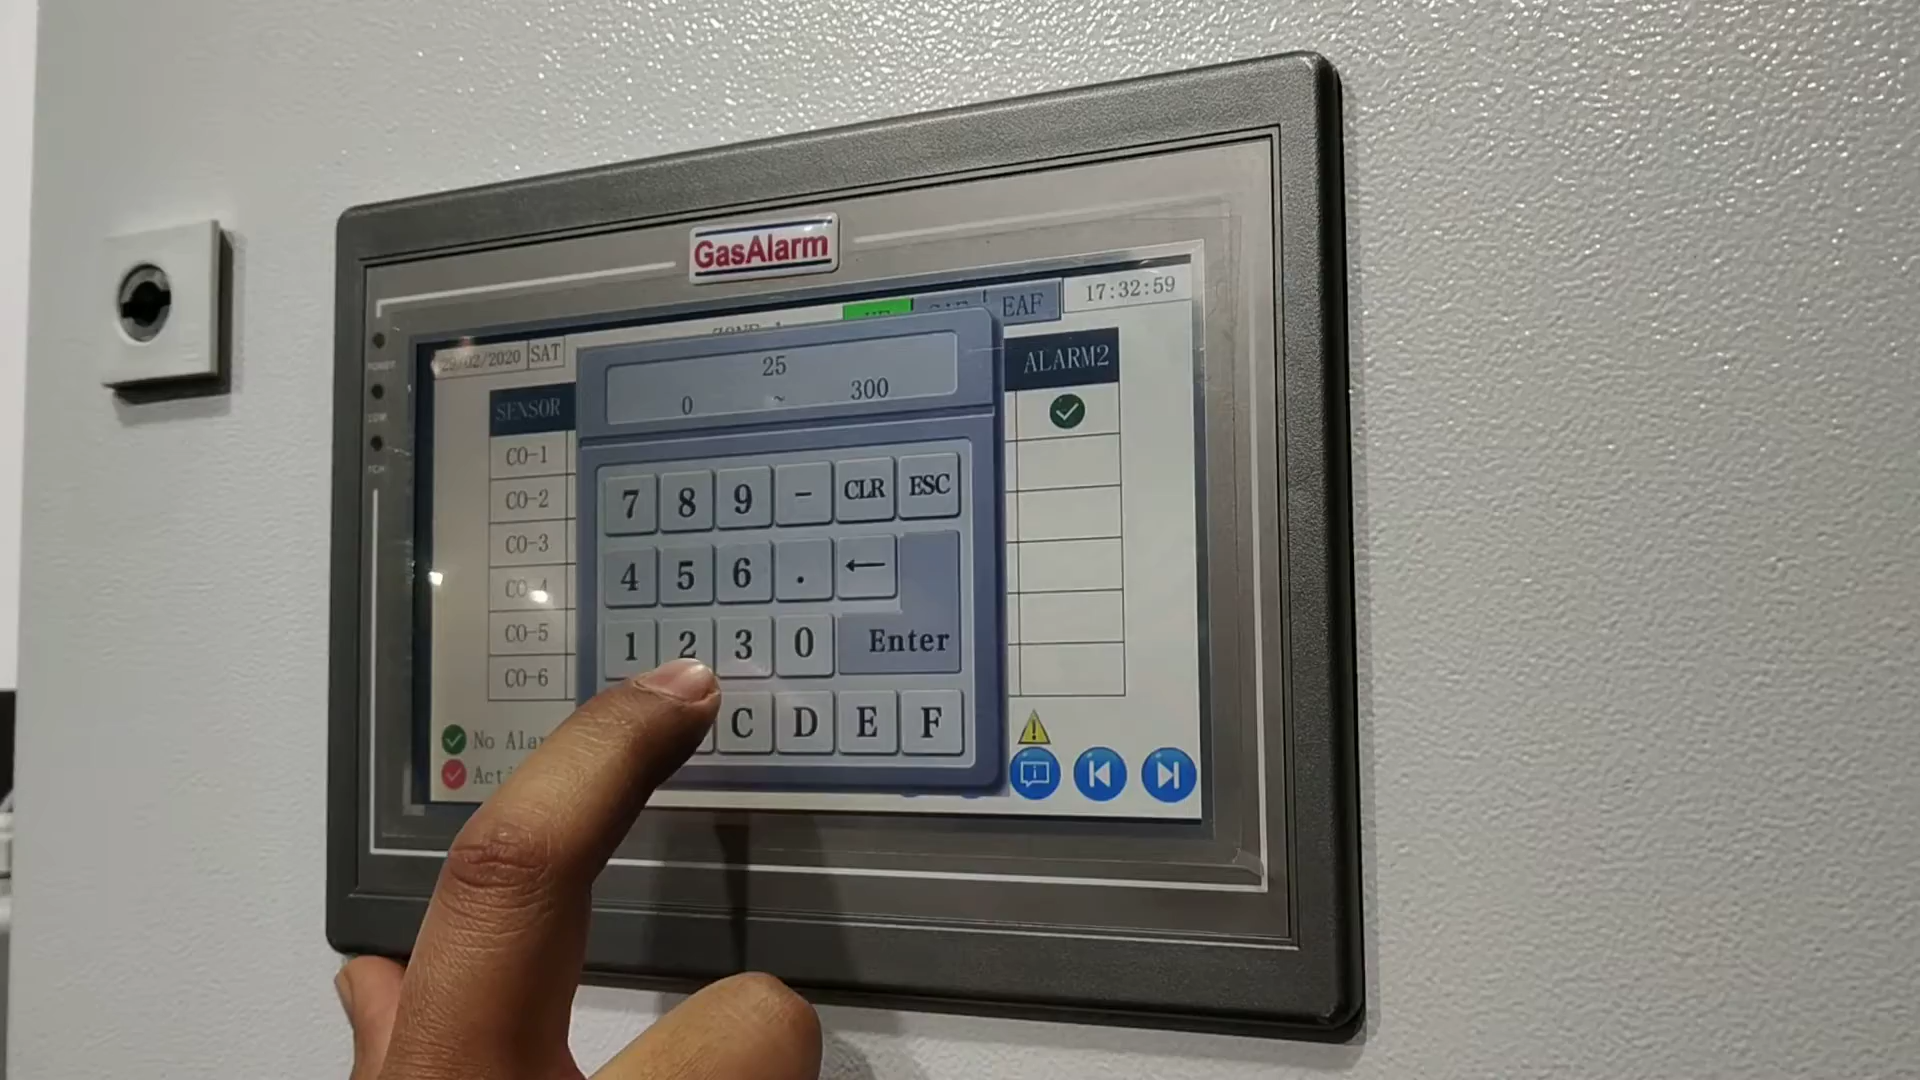 GasAlarm
EAF
17:32:59
29/02/2020 SAT
25
0 ~ 300
ALARM2
SENSOR
CO-1
CO-2
CO-3
CO-4
CO-5
CO-6
7 8 9 - CLR ESC
4 5 6 . ←
1 2 3 0 Enter
C D E F
No Alar
Acti